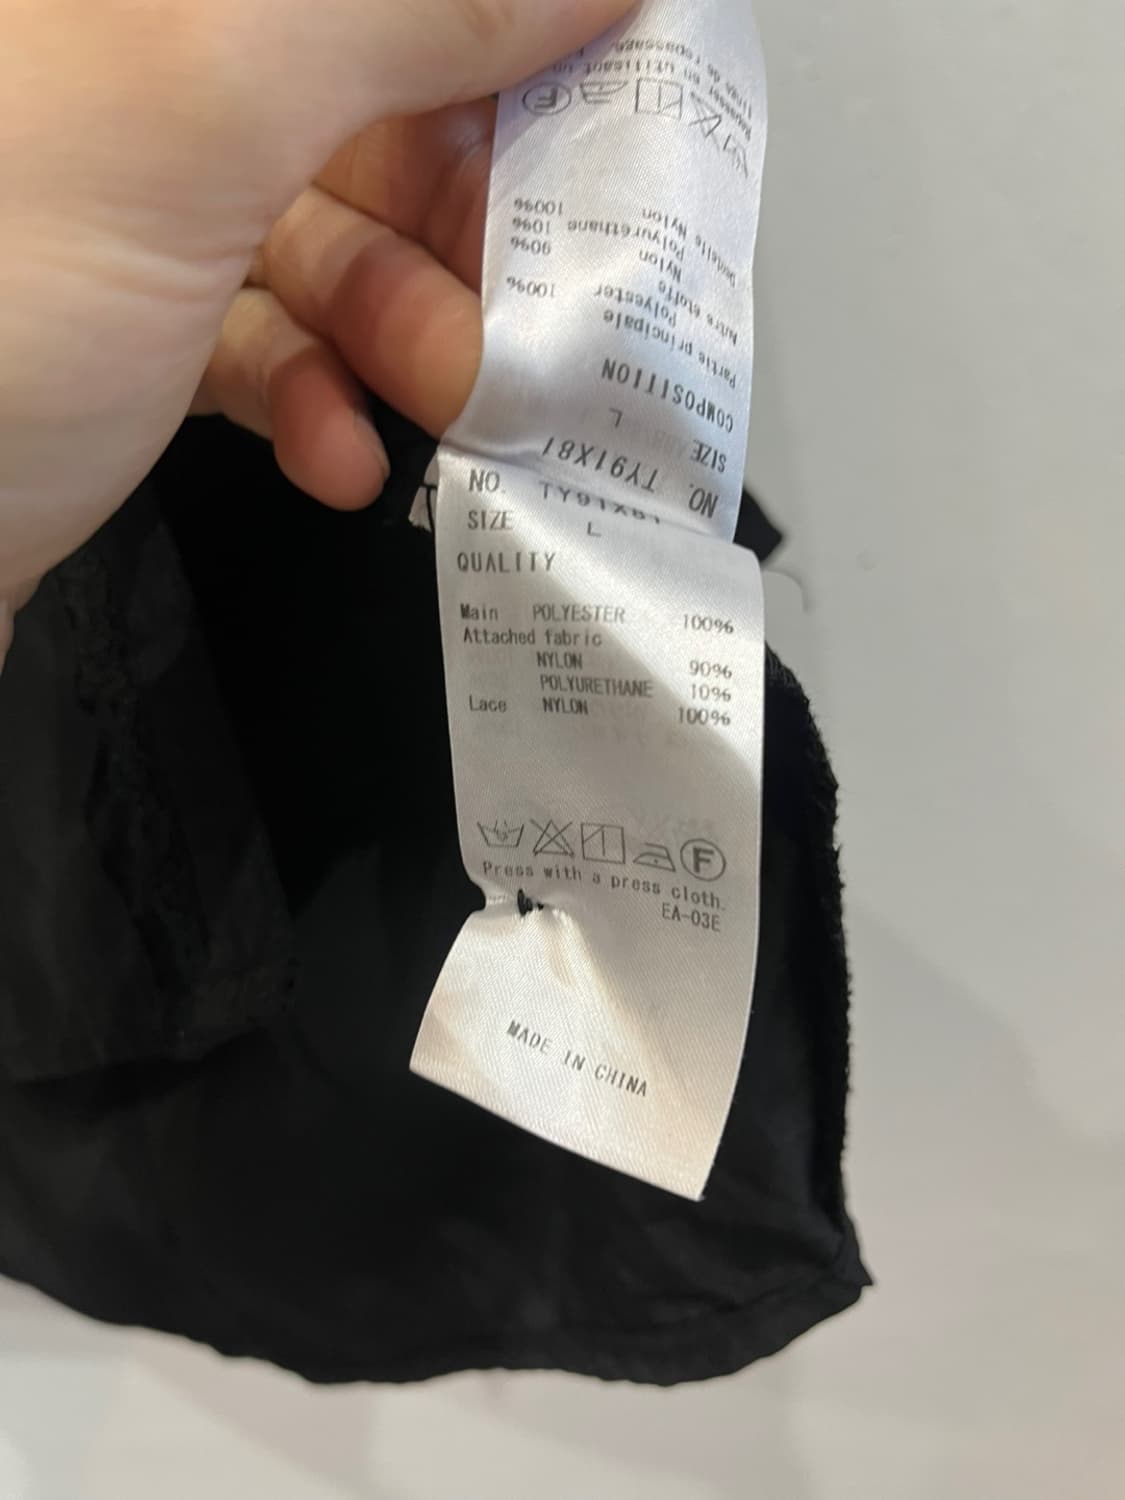 Repasser en utilisant un
linge de repassage.
F
Dentelle Nylon 100%
Polyurethane 10%
Nylon 90%
Autre étoffe
Polyester 100%
Partie principale
COMPOSITION
SIZE L
NO. TY91X81
NO. TY91X81
SIZE L
QUALITY
Main POLYESTER 100%
Attached fabric
NYLON 90%
POLYURETHANE 10%
Lace NYLON 100%
F
Press with a press cloth.
EA-03E
MADE IN CHINA